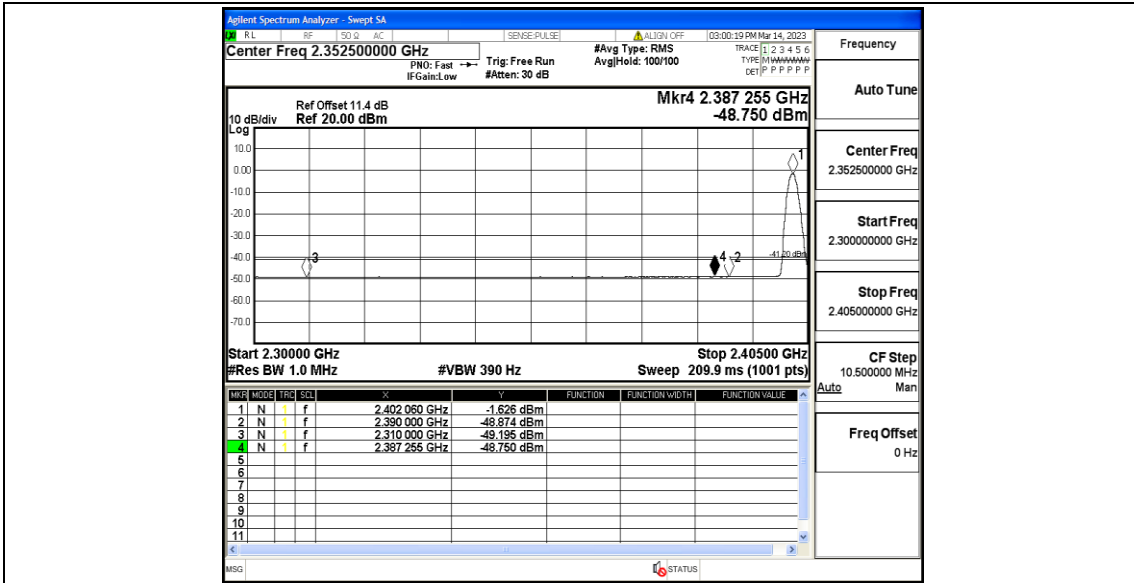 Agilent Spectrum Analyzer - Swept SA
RL RF 50 Ω AC SENSE:PULSE ALIGN OFF 03:00:19 PM Mar 14, 2023
Center Freq 2.352500000 GHz
PNO: Fast
IFGain:Low
Trig: Free Run
#Atten: 30 dB
#Avg Type: RMS
Avg|Hold: 100/100
TRACE 1 2 3 4 5 6
TYPE M W W W W W
DET P P P P P P
Mkr4 2.387 255 GHz
-48.750 dBm
Ref Offset 11.4 dB
10 dB/div Ref 20.00 dBm
Log
10.0
0.00
-10.0
-20.0
-30.0
-40.0
-50.0
-60.0
-70.0
1
3
4
2
-41.20 dBm
Start 2.30000 GHz Stop 2.40500 GHz
#Res BW 1.0 MHz #VBW 390 Hz Sweep 209.9 ms (1001 pts)
MKR MODE TRC SCL X Y FUNCTION FUNCTION WIDTH FUNCTION VALUE
1 N 1 f 2.402 060 GHz -1.626 dBm
2 N 1 f 2.390 000 GHz -48.874 dBm
3 N 1 f 2.310 000 GHz -49.195 dBm
4 N 1 f 2.387 255 GHz -48.750 dBm
5
6
7
8
9
10
11
MSG STATUS
Frequency
Auto Tune
Center Freq
2.352500000 GHz
Start Freq
2.300000000 GHz
Stop Freq
2.405000000 GHz
CF Step
10.500000 MHz
Auto Man
Freq Offset
0 Hz